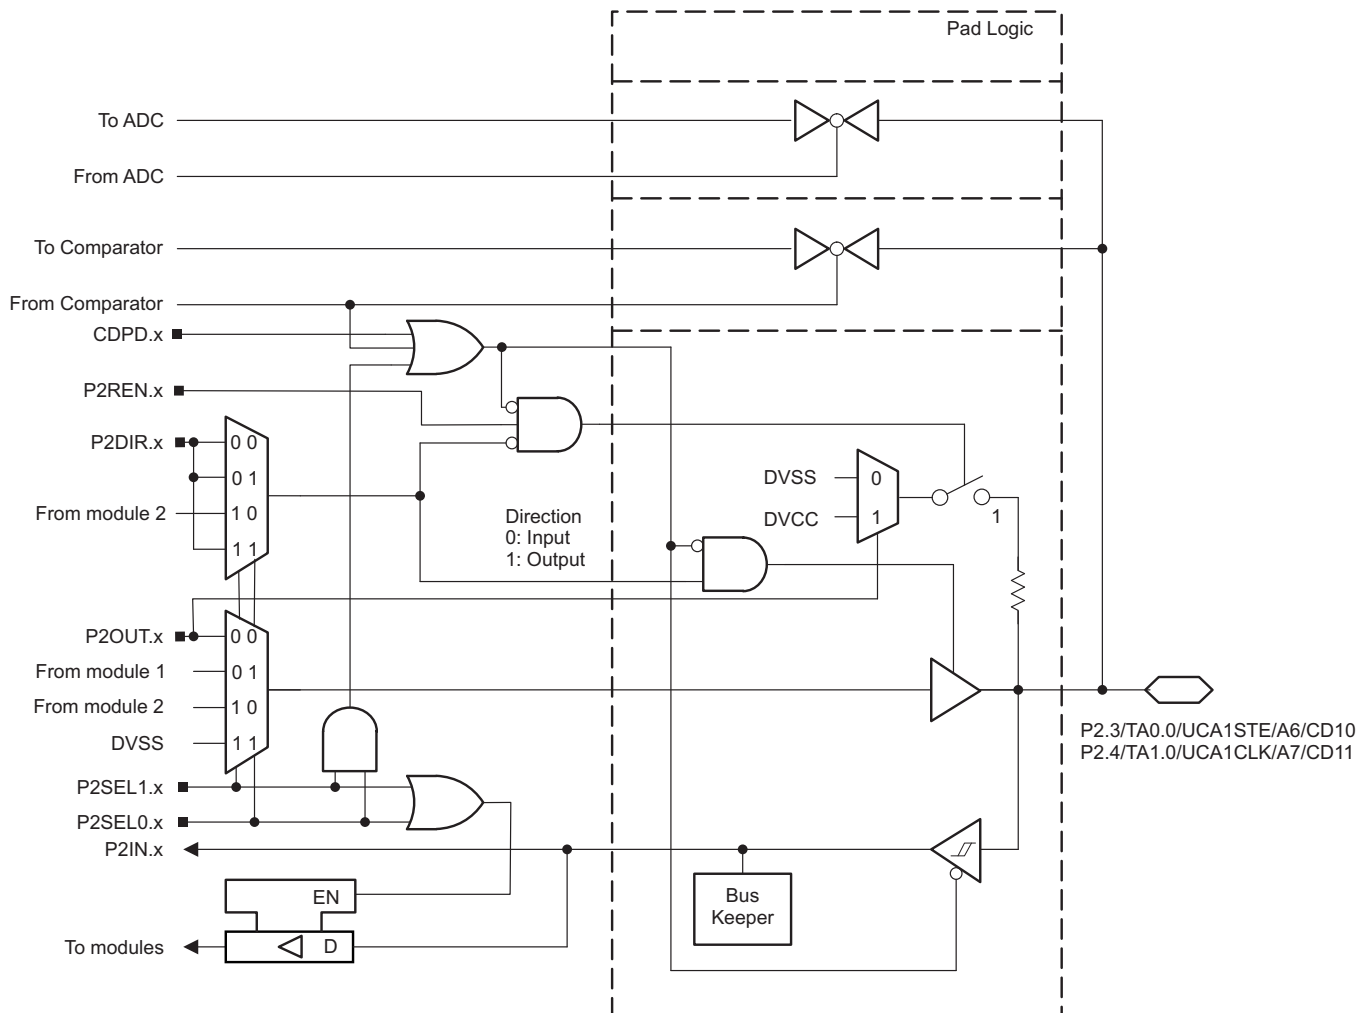 Pad Logic
To ADC
From ADC
To Comparator
From Comparator
CDPD.x
P2REN.x
P2DIR.x
0 0
0 1
From module 2
1 0
1 1
Direction
0: Input
1: Output
DVSS
0
DVCC
1
1
P2OUT.x
0 0
From module 1
0 1
From module 2
1 0
DVSS
1 1
P2.3/TA0.0/UCA1STE/A6/CD10
P2.4/TA1.0/UCA1CLK/A7/CD11
P2SEL1.x
P2SEL0.x
P2IN.x
EN
Bus
Keeper
To modules
D